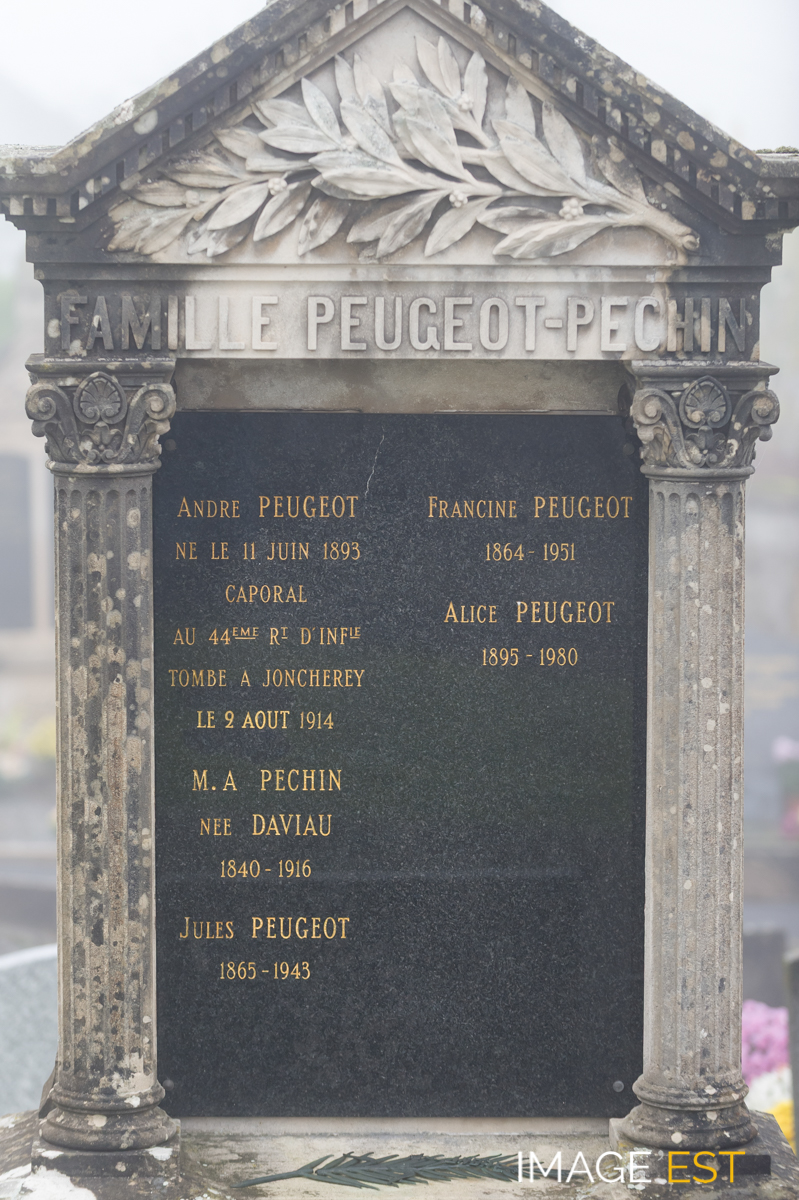 FAMILLE PEUGEOT-PECHIN
ANDRE PEUGEOT
NE LE 11 JUIN 1893
CAPORAL
AU 44EME RT D'INFIE
TOMBE A JONCHEREY
LE 2 AOUT 1914
M.A PECHIN
NEE DAVIAU
1840-1916
JULES PEUGEOT
1865-1943
FRANCINE PEUGEOT
1864-1951
ALICE PEUGEOT
1895-1980
IMAGE EST